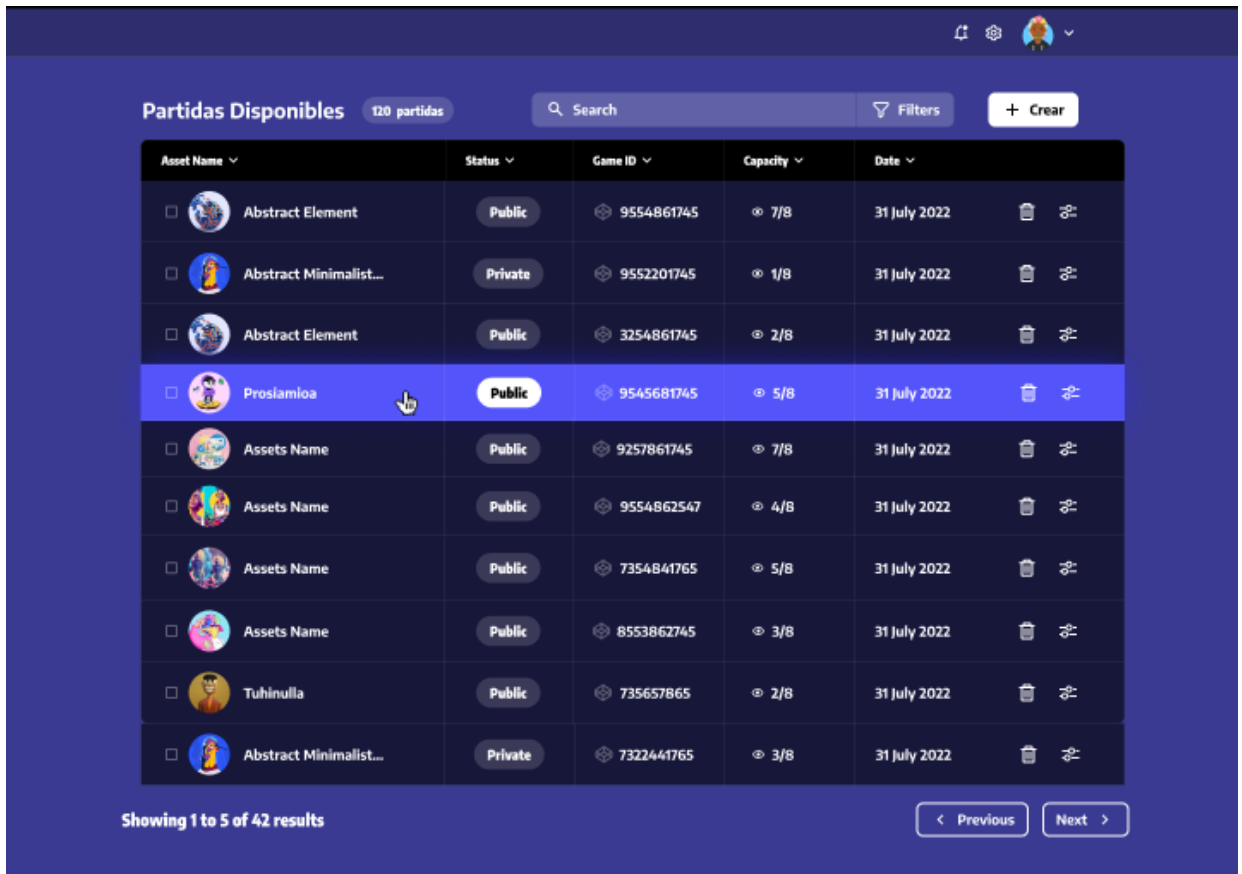 Partidas Disponibles 120 partidas Search Filters + Crear
Asset Name Status Game ID Capacity Date
Abstract Element Public 9554861745 7/8 31 July 2022
Abstract Minimalist... Private 9552201745 1/8 31 July 2022
Abstract Element Public 3254861745 2/8 31 July 2022
Prosiamioa Public 9545681745 5/8 31 July 2022
Assets Name Public 9257861745 7/8 31 July 2022
Assets Name Public 9554862547 4/8 31 July 2022
Assets Name Public 7354841765 5/8 31 July 2022
Assets Name Public 8553862745 3/8 31 July 2022
Tuhinulla Public 735657865 2/8 31 July 2022
Abstract Minimalist... Private 7322441765 3/8 31 July 2022
Showing 1 to 5 of 42 results < Previous Next >